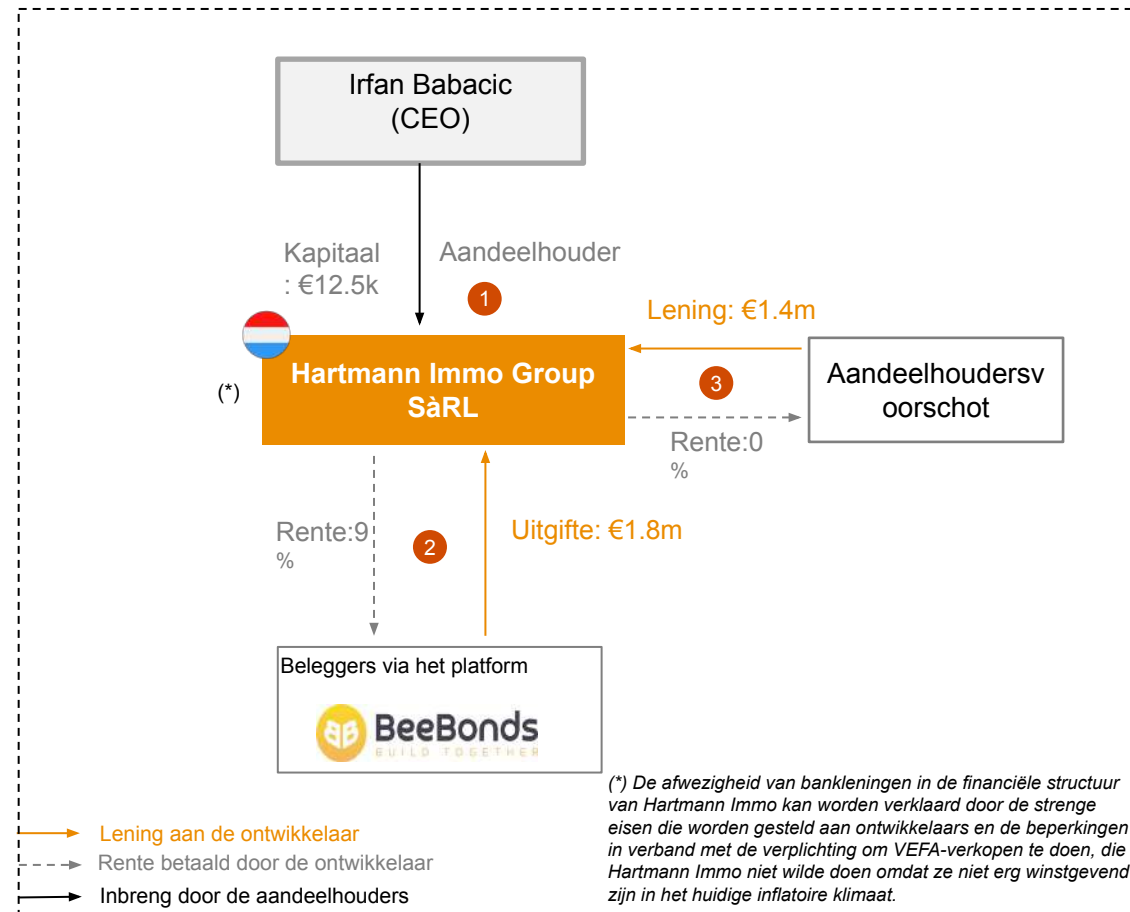 Irfan Babacic
(CEO)
Kapitaal
: €12.5k
Aandeelhouder
1
Lening: €1.4m
(*)
Hartmann Immo Group
SàRL
3
Aandeelhoudersv
oorschot
Rente:0
%
Rente:9
%
2
Uitgifte: €1.8m
Beleggers via het platform
BB
BeeBonds
BUILD TOGETHER
(*) De afwezigheid van bankleningen in de financiële structuur
van Hartmann Immo kan worden verklaard door de strenge
eisen die worden gesteld aan ontwikkelaars en de beperkingen
in verband met de verplichting om VEFA-verkopen te doen, die
Hartmann Immo niet wilde doen omdat ze niet erg winstgevend
zijn in het huidige inflatoire klimaat.
Lening aan de ontwikkelaar
Rente betaald door de ontwikkelaar
Inbreng door de aandeelhouders